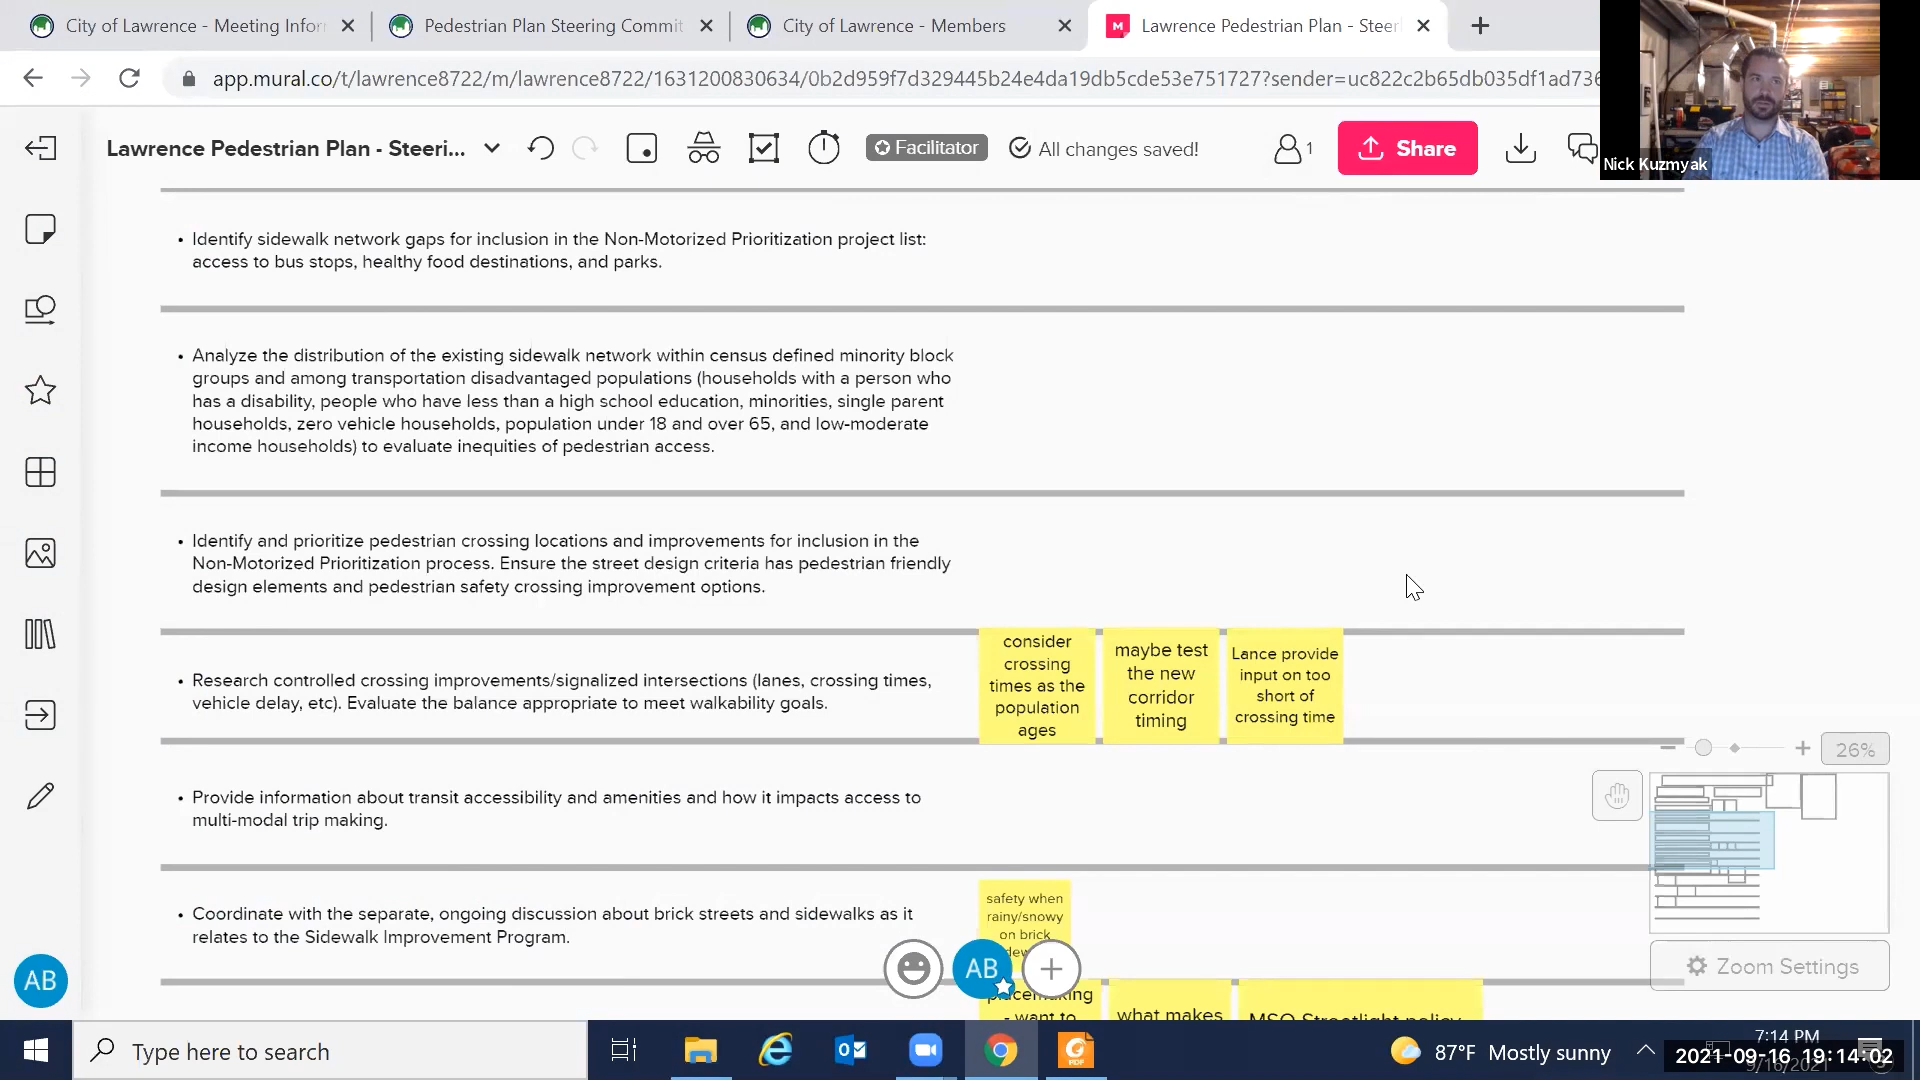 City of Lawrence - Meeting Infor
Pedestrian Plan Steering Commit
City of Lawrence - Members
Lawrence Pedestrian Plan - Steer
app.mural.co/t/lawrence8722/m/lawrence8722/1631200830634/0b2d959f7d329445b24e4da19db5cde53e751727?sender=uc822c2b65db035df1ad736
Nick Kuzmyak
Lawrence Pedestrian Plan - Steeri...
Facilitator
All changes saved!
1
Share
• Identify sidewalk network gaps for inclusion in the Non-Motorized Prioritization project list:
access to bus stops, healthy food destinations, and parks.
• Analyze the distribution of the existing sidewalk network within census defined minority block
groups and among transportation disadvantaged populations (households with a person who
has a disability, people who have less than a high school education, minorities, single parent
households, zero vehicle households, population under 18 and over 65, and low-moderate
income households) to evaluate inequities of pedestrian access.
• Identify and prioritize pedestrian crossing locations and improvements for inclusion in the
Non-Motorized Prioritization process. Ensure the street design criteria has pedestrian friendly
design elements and pedestrian safety crossing improvement options.
• Research controlled crossing improvements/signalized intersections (lanes, crossing times,
vehicle delay, etc). Evaluate the balance appropriate to meet walkability goals.
consider
crossing
times as the
population
ages
maybe test
the new
corridor
timing
Lance provide
input on too
short of
crossing time
26%
• Provide information about transit accessibility and amenities and how it impacts access to
multi-modal trip making.
• Coordinate with the separate, ongoing discussion about brick streets and sidewalks as it
relates to the Sidewalk Improvement Program.
safety when
rainy/snowy
on brick
placemaking
- want to
what makes
MSO Streetlight policy
AB
AB
Zoom Settings
Type here to search
87°F Mostly sunny
7:14 PM
9/16/2021
2021-09-16 19:14:02